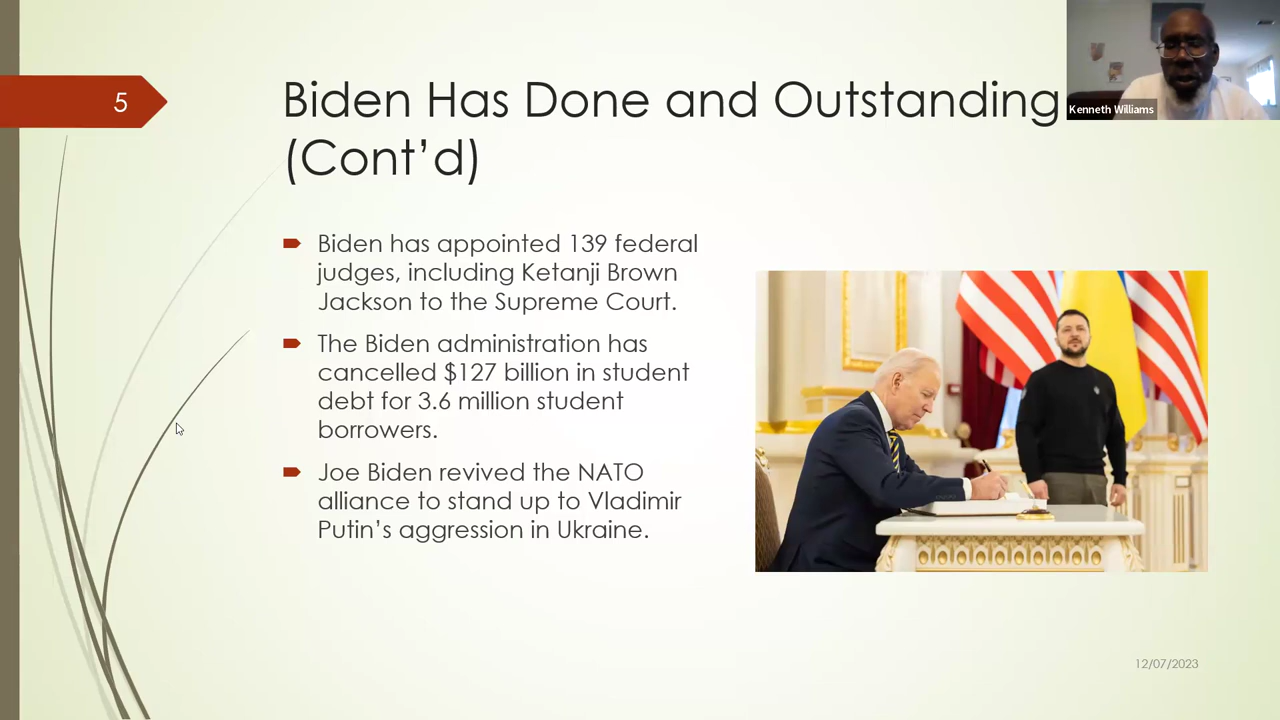 5
Biden Has Done and Outstanding
(Cont’d)
Kenneth Williams
Biden has appointed 139 federal
judges, including Ketanji Brown
Jackson to the Supreme Court.
The Biden administration has
cancelled $127 billion in student
debt for 3.6 million student
borrowers.
Joe Biden revived the NATO
alliance to stand up to Vladimir
Putin’s aggression in Ukraine.
12/07/2023